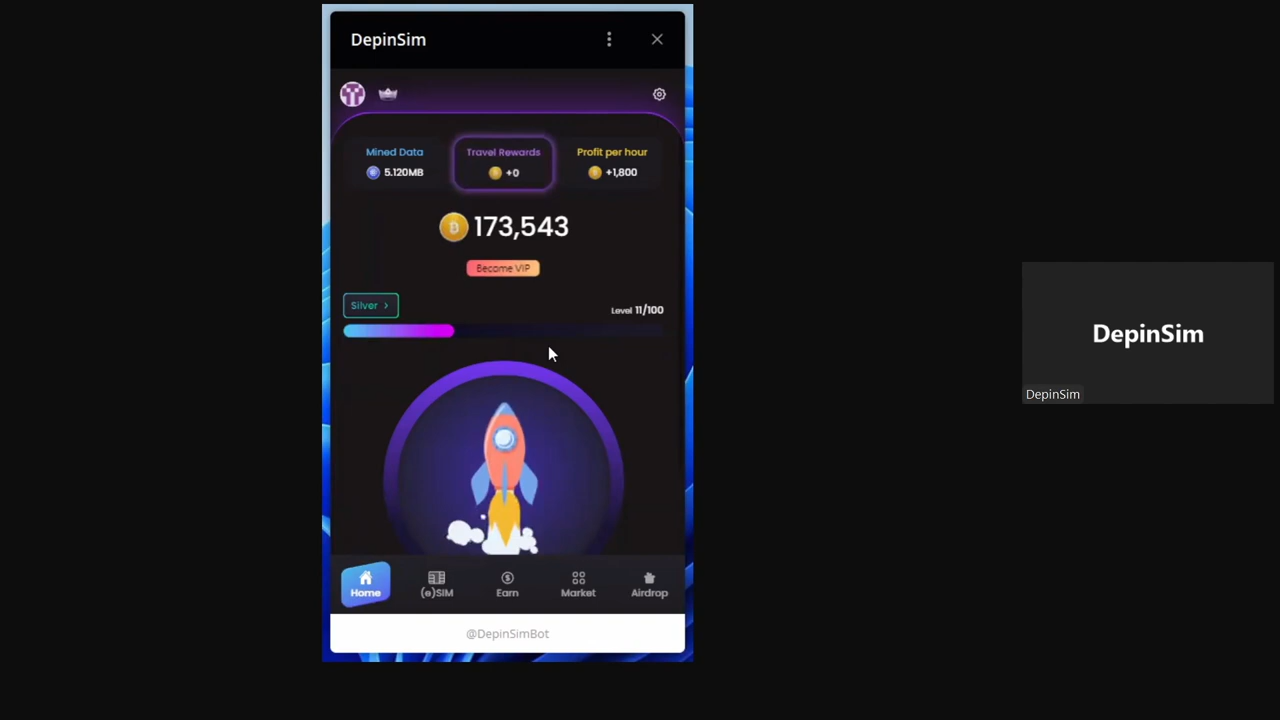 DepinSim
Mined Data
5.120MB
Travel Rewards
+0
Profit per hour
+1,800
173,543
Become VIP
Silver >
Level 11/100
Home
(e)SIM
Earn
Market
Airdrop
@DepinSimBot
DepinSim
DepinSim